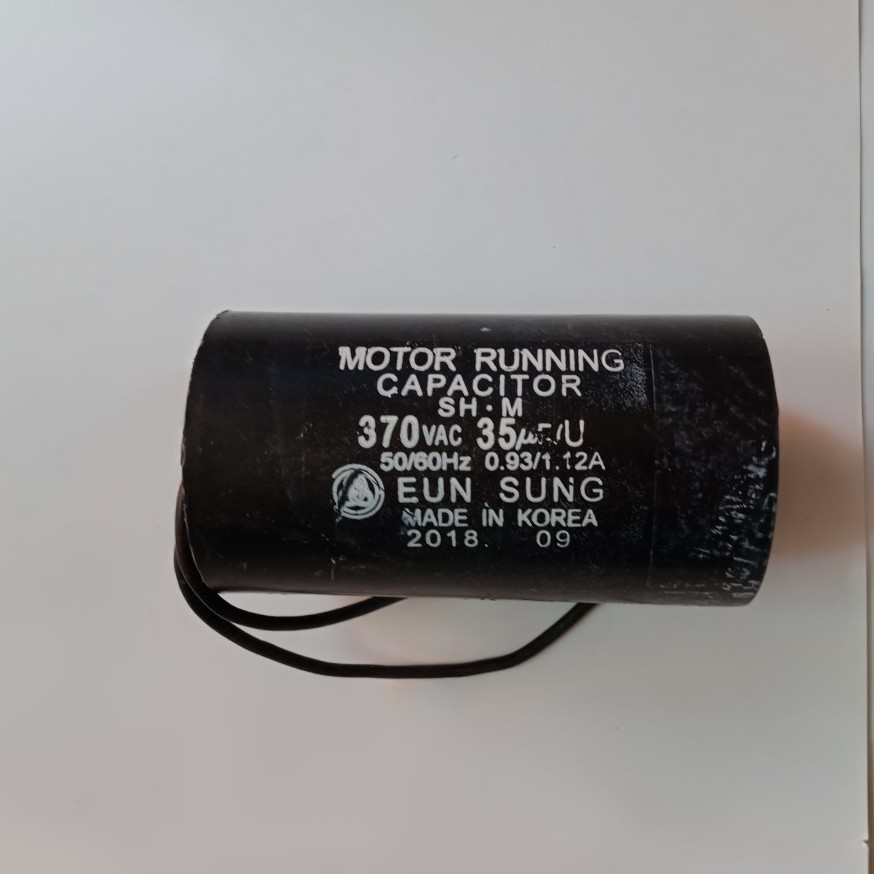 MOTOR RUNNING
CAPACITOR
SH·M
370VAC 35μF/U
50/60Hz 0.93/1.12A
EUN SUNG
MADE IN KOREA
2018. 09